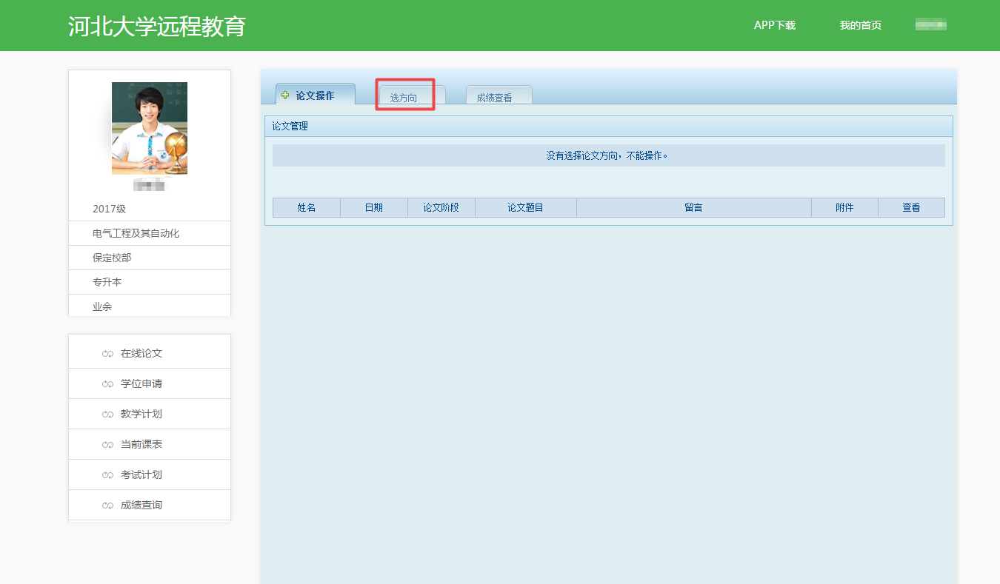 河北大学远程教育
APP下载
我的首页
2017级
电气工程及其自动化
保定校部
专升本
业余
在线论文
学位申请
教学计划
当前课表
考试计划
成绩查询
论文操作
选方向
成绩查看
论文管理
没有选择论文方向，不能操作。
姓名 日期 论文阶段 论文题目 留言 附件 查看